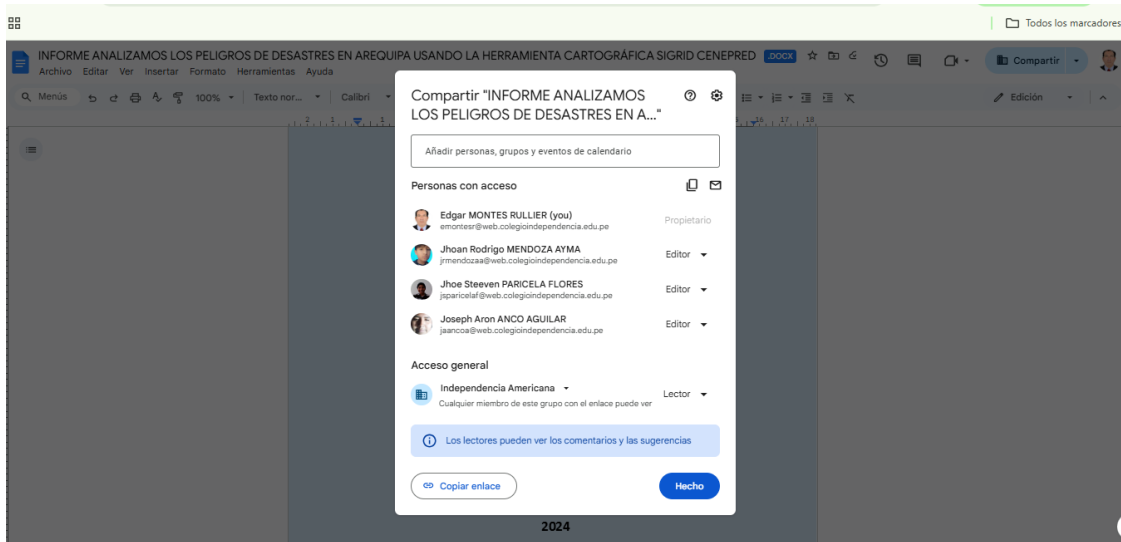 Todos los marcadores
INFORME ANALIZAMOS LOS PELIGROS DE DESASTRES EN AREQUIPA USANDO LA HERRAMIENTA CARTOGRÁFICA SIGRID CENEPRED .DOCX
Archivo Editar Ver Insertar Formato Herramientas Ayuda
Compartir
Menús 100% Texto nor... Calibri
Edición
Compartir "INFORME ANALIZAMOS
LOS PELIGROS DE DESASTRES EN A..."
Añadir personas, grupos y eventos de calendario
Personas con acceso
Edgar MONTES RULLIER (you)
emontesr@web.colegioindependencia.edu.pe
Propietario
Jhoan Rodrigo MENDOZA AYMA
jrmendozaa@web.colegioindependencia.edu.pe
Editor
Jhoe Steeven PARICELA FLORES
jsparicelaf@web.colegioindependencia.edu.pe
Editor
Joseph Aron ANCO AGUILAR
jaancoa@web.colegioindependencia.edu.pe
Editor
Acceso general
Independencia Americana
Cualquier miembro de este grupo con el enlace puede ver
Lector
Los lectores pueden ver los comentarios y las sugerencias
Copiar enlace
Hecho
2024